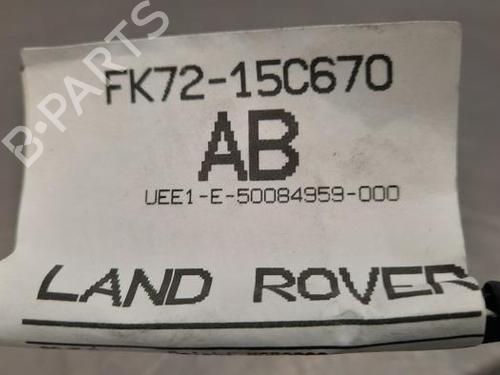 B-PARTS
FK72-15C670
AB
UEE1-E-50084959-000
LAND ROVER